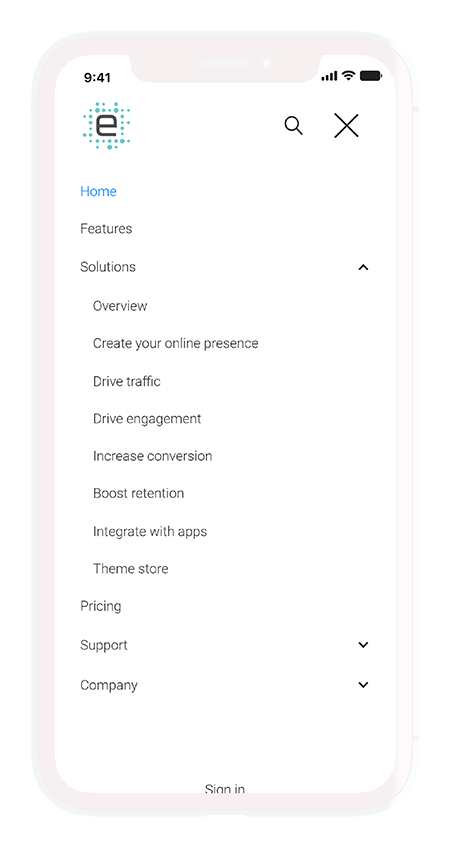 9:41
e
Home
Features
Solutions
Overview
Create your online presence
Drive traffic
Drive engagement
Increase conversion
Boost retention
Integrate with apps
Theme store
Pricing
Support
Company
Sign in